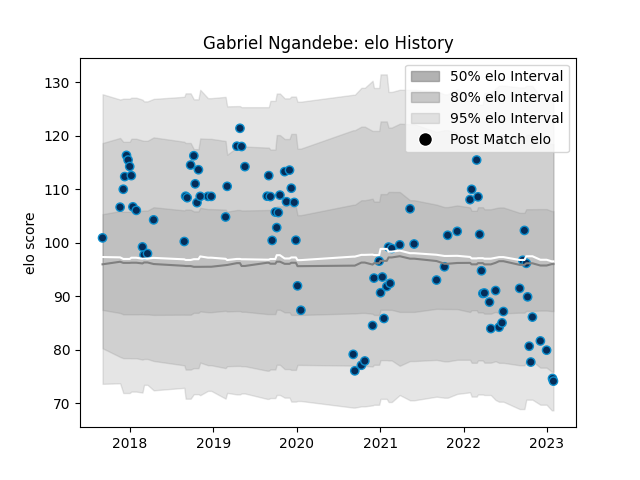 Gabriel Ngandebe: elo History
elo score
130
120
110
100
90
80
70
50% elo Interval
80% elo Interval
95% elo Interval
Post Match elo
2018
2019
2020
2021
2022
2023